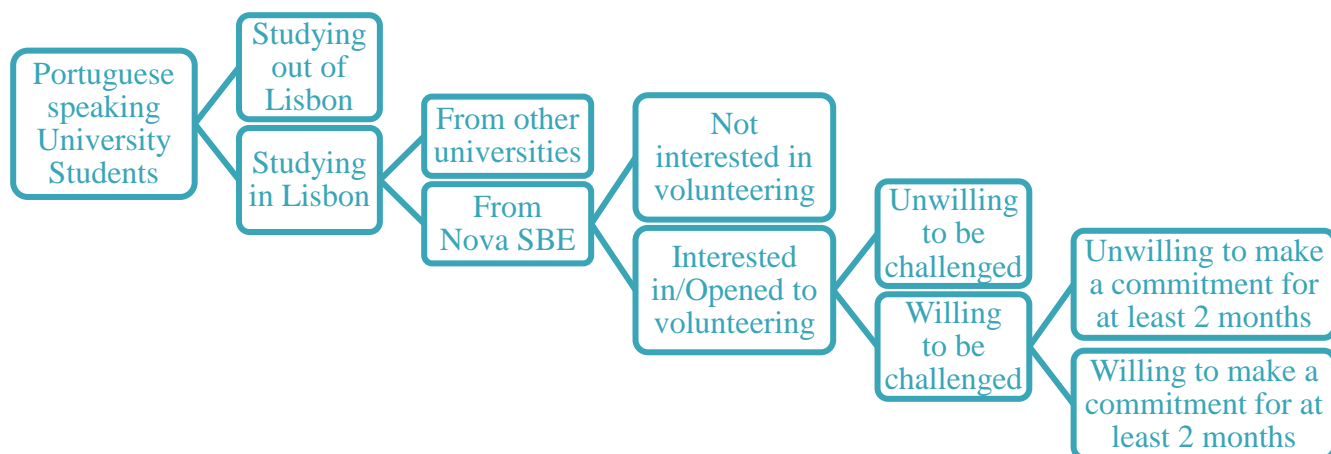 Portuguese
speaking
University
Students
Studying
out of
Lisbon
Studying
in Lisbon
From other
universities
From
Nova SBE
Not
interested in
volunteering
Interested
in/Opened to
volunteering
Unwilling
to be
challenged
Willing
to be
challenged
Unwilling to make
a commitment for
at least 2 months
Willing to make a
commitment for at
least 2 months